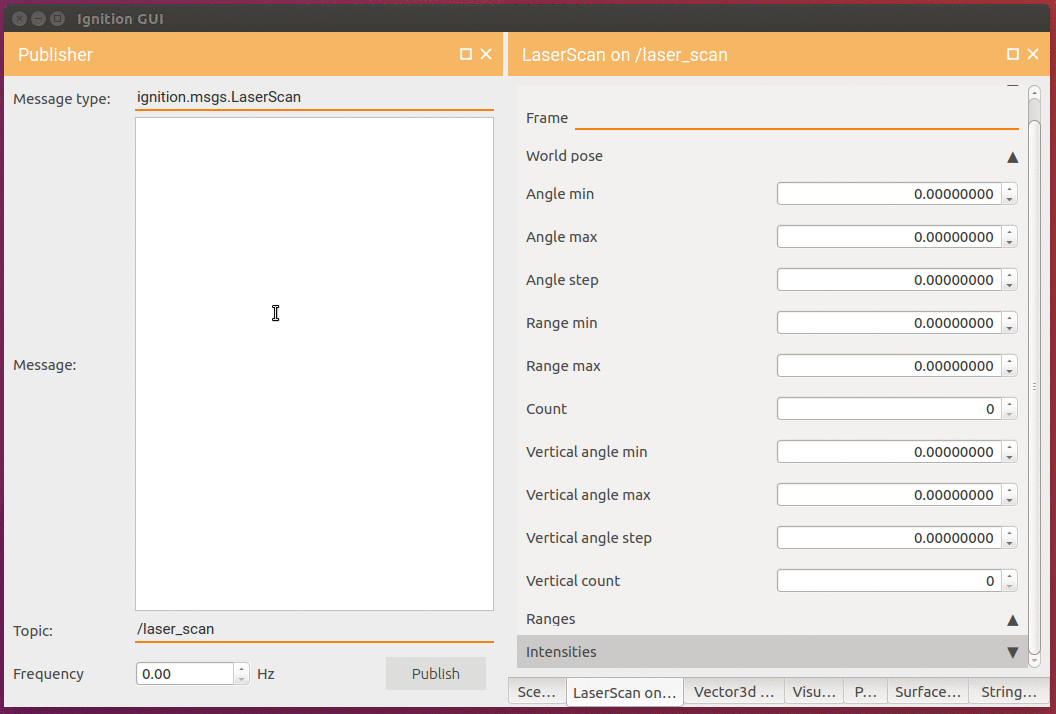 Ignition GUI
Publisher
Message type: ignition.msgs.LaserScan
Message:
Topic: /laser_scan
Frequency 0.00 Hz Publish
LaserScan on /laser_scan
Frame
World pose ▲
Angle min 0.00000000
Angle max 0.00000000
Angle step 0.00000000
Range min 0.00000000
Range max 0.00000000
Count 0
Vertical angle min 0.00000000
Vertical angle max 0.00000000
Vertical angle step 0.00000000
Vertical count 0
Ranges ▲
Intensities ▼
Sce... LaserScan on... Vector3d ... Visu... P... Surface... String...